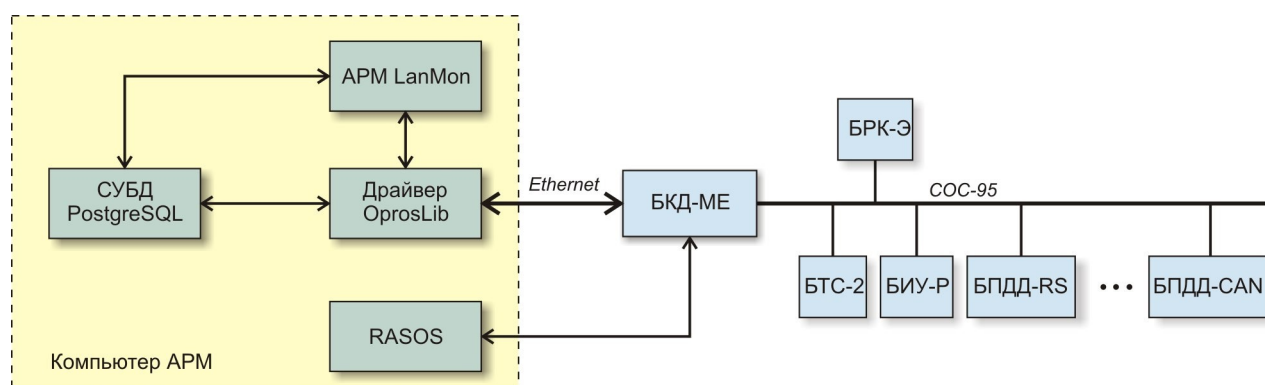 АРМ LanMon
СУБД
PostgreSQL
Драйвер
OprosLib
Ethernet
БКД-МЕ
БРК-Э
СОС-95
БТС-2
БИУ-Р
БПДД-RS
• • •
БПДД-CAN
RASOS
Компьютер АРМ